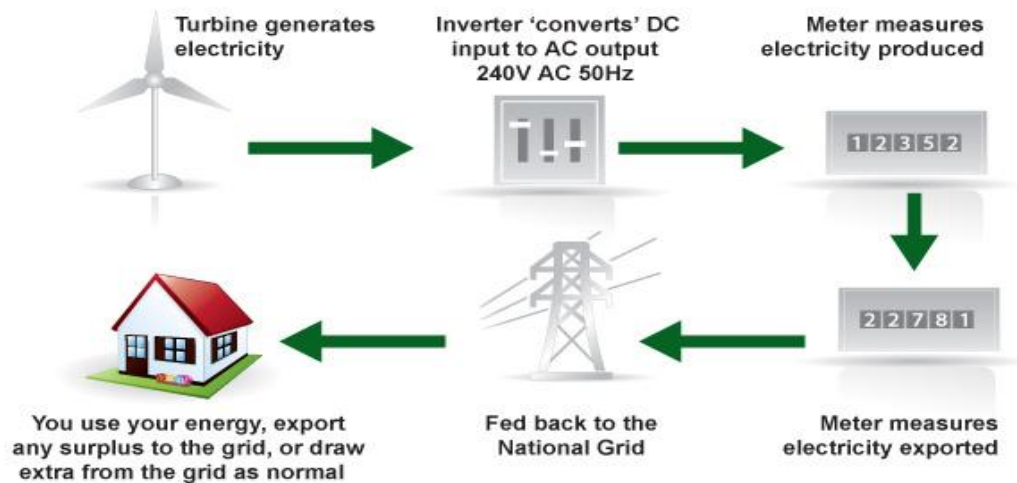 Turbine generates
electricity
Inverter ‘converts’ DC
input to AC output
240V AC 50Hz
Meter measures
electricity produced
12352
22781
You use your energy, export
any surplus to the grid, or draw
extra from the grid as normal
Fed back to the
National Grid
Meter measures
electricity exported